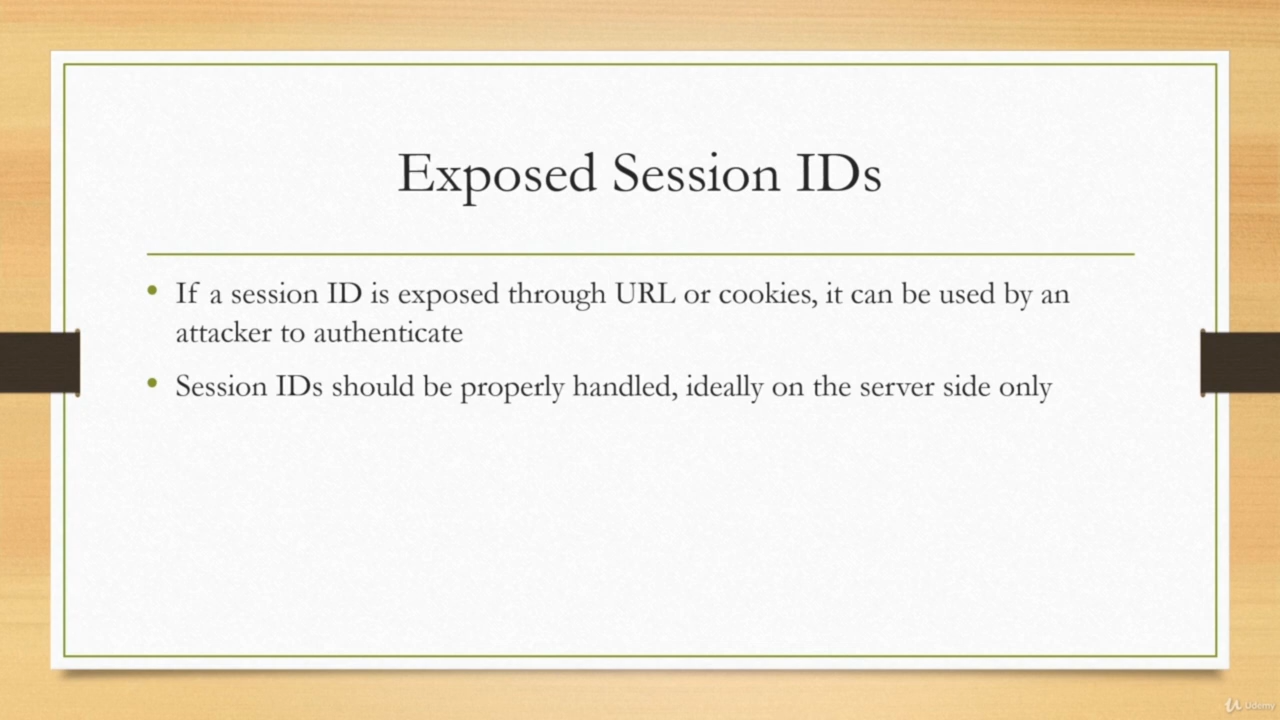 Exposed Session IDs
• If a session ID is exposed through URL or cookies, it can be used by an
attacker to authenticate
• Session IDs should be properly handled, ideally on the server side only
Udemy